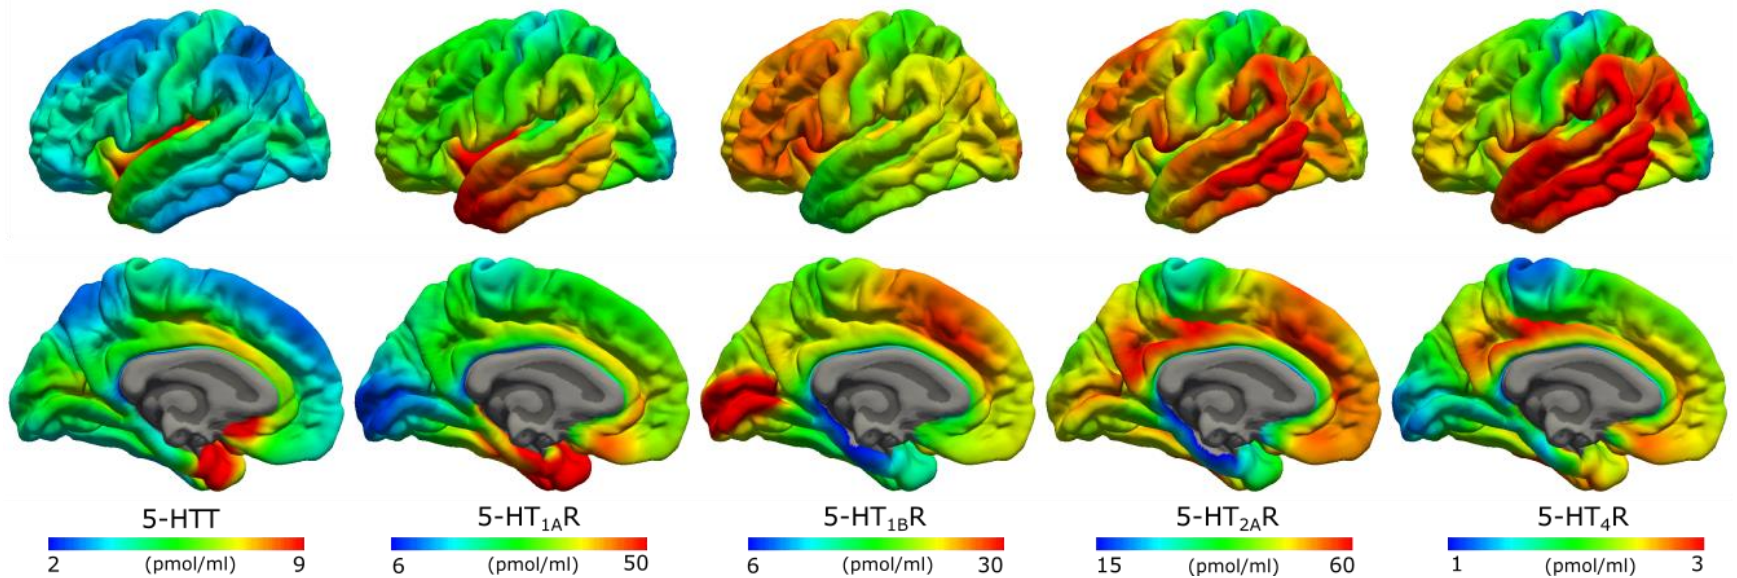 5-HTT 5-HT1AR 5-HT1BR 5-HT2AR 5-HT4R
2 (pmol/ml) 9 6 (pmol/ml) 50 6 (pmol/ml) 30 15 (pmol/ml) 60 1 (pmol/ml) 3